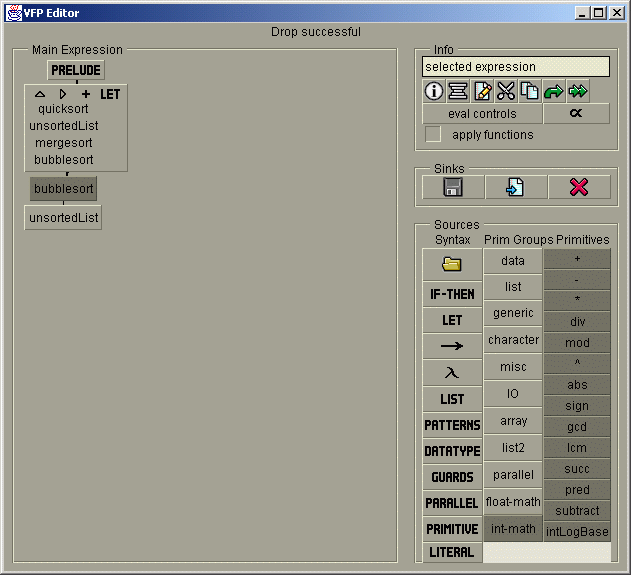 VFP Editor
Drop successful
Main Expression
PRELUDE
LET
quicksort
unsortedList
mergesort
bubblesort
bubblesort
unsortedList
Info
selected expression
eval controls
α
apply functions
Sinks
Sources
Syntax
IF-THEN
LET
→
λ
LIST
PATTERNS
DATATYPE
GUARDS
PARALLEL
PRIMITIVE
LITERAL
Prim Groups
data
list
generic
character
misc
IO
array
list2
parallel
float-math
int-math
Primitives
+
-
*
div
mod
^
abs
sign
gcd
lcm
succ
pred
subtract
intLogBase